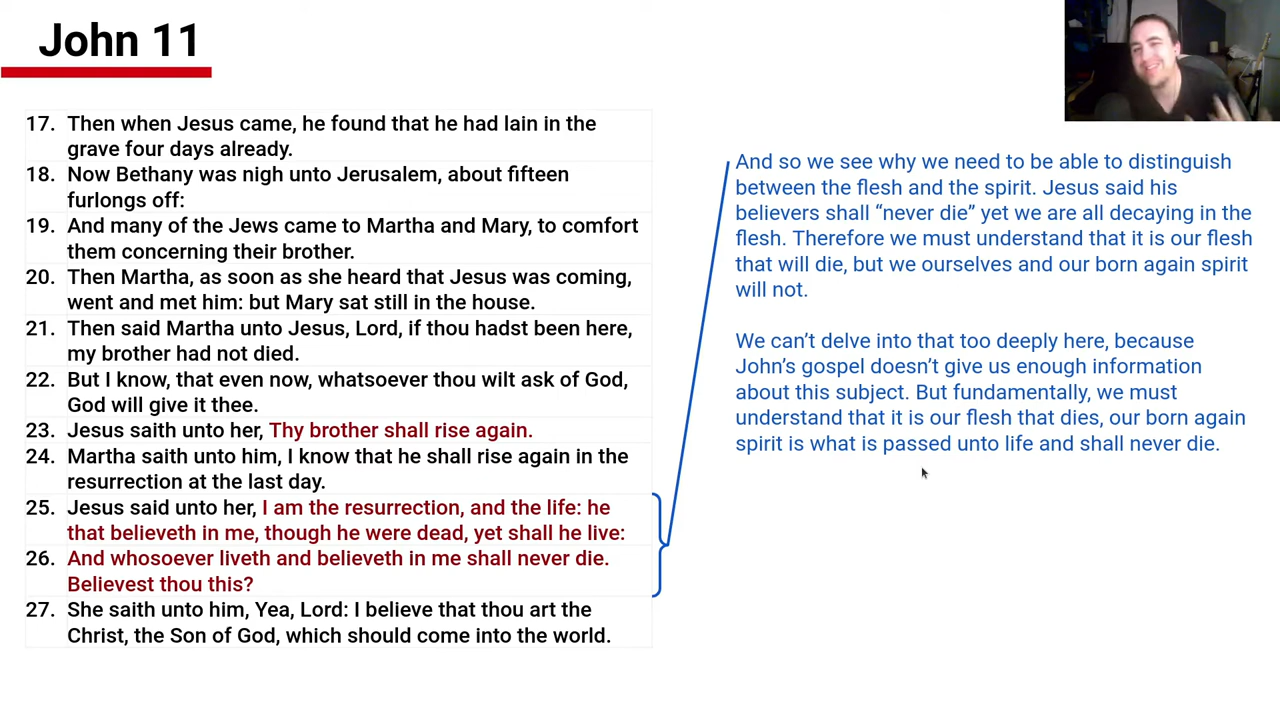 John 11
17. Then when Jesus came, he found that he had lain in the
grave four days already.
18. Now Bethany was nigh unto Jerusalem, about fifteen
furlongs off:
19. And many of the Jews came to Martha and Mary, to comfort
them concerning their brother.
20. Then Martha, as soon as she heard that Jesus was coming,
went and met him: but Mary sat still in the house.
21. Then said Martha unto Jesus, Lord, if thou hadst been here,
my brother had not died.
22. But I know, that even now, whatsoever thou wilt ask of God,
God will give it thee.
23. Jesus saith unto her, Thy brother shall rise again.
24. Martha saith unto him, I know that he shall rise again in the
resurrection at the last day.
25. Jesus said unto her, I am the resurrection, and the life: he
that believeth in me, though he were dead, yet shall he live:
26. And whosoever liveth and believeth in me shall never die.
Believest thou this?
27. She saith unto him, Yea, Lord: I believe that thou art the
Christ, the Son of God, which should come into the world.
And so we see why we need to be able to distinguish
between the flesh and the spirit. Jesus said his
believers shall “never die” yet we are all decaying in the
flesh. Therefore we must understand that it is our flesh
that will die, but we ourselves and our born again spirit
will not.
We can’t delve into that too deeply here, because
John’s gospel doesn’t give us enough information
about this subject. But fundamentally, we must
understand that it is our flesh that dies, our born again
spirit is what is passed unto life and shall never die.